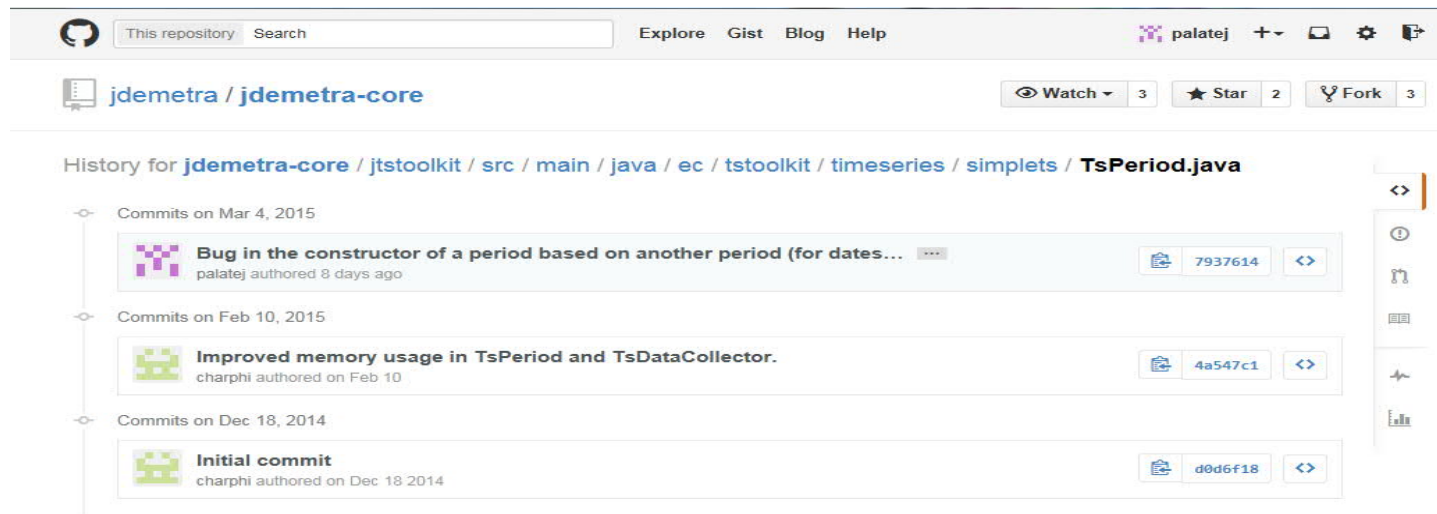 This repository Search Explore Gist Blog Help palatej
jdemetra / jdemetra-core Watch 3 Star 2 Fork 3
History for jdemetra-core / jtstoolkit / src / main / java / ec / tstoolkit / timeseries / simplets / TsPeriod.java
Commits on Mar 4, 2015
Bug in the constructor of a period based on another period (for dates… …
palatej authored 8 days ago 7937614
Commits on Feb 10, 2015
Improved memory usage in TsPeriod and TsDataCollector.
charphi authored on Feb 10 4a547c1
Commits on Dec 18, 2014
Initial commit
charphi authored on Dec 18 2014 d0d6f18